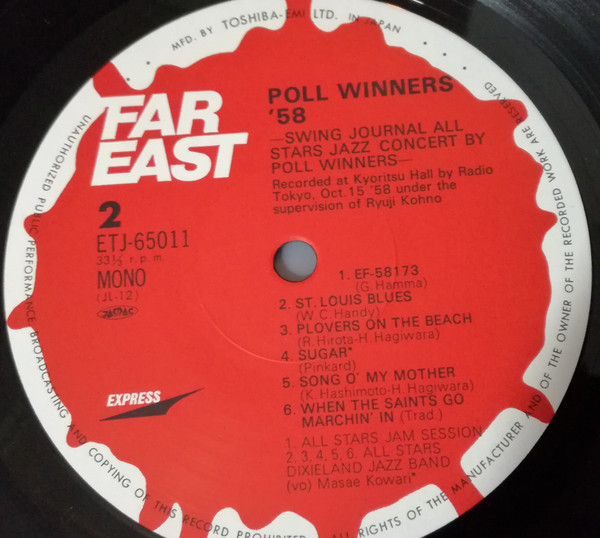 MFD. BY TOSHIBA-EMI LTD. IN JAPAN
FAR
EAST
POLL WINNERS
'58
—SWING JOURNAL ALL
STARS JAZZ CONCERT BY
POLL WINNERS—
Recorded at Kyoritsu Hall by Radio
Tokyo, Oct. 15 '58 under the
supervision of Ryuji Kohno
2
ETJ-65011
33⅓ r.p.m.
MONO
(JL-12)
JASRAC
1. EF-58173
(G Hamma)
2. ST. LOUIS BLUES
(W.C. Handy)
3. PLOVERS ON THE BEACH
(R. Hirota-H. Hagiwara)
4. SUGAR*
(Pinkard)
5. SONG O' MY MOTHER
(K. Hashimoto-H. Hagiwara)
6. WHEN THE SAINTS GO
MARCHIN' IN (Trad.)
1. ALL STARS JAM SESSION
2, 3, 4, 5, 6. ALL STARS
DIXIELAND JAZZ BAND
(vo) Masae Kowari*
EXPRESS
UNAUTHORIZED PUBLIC PERFORMANCE BROADCASTING AND COPYING OF THIS RECORD PROHIBITED ALL RIGHTS OF THE MANUFACTURER AND OF THE OWNER OF THE RECORDED WORK ARE RESERVED